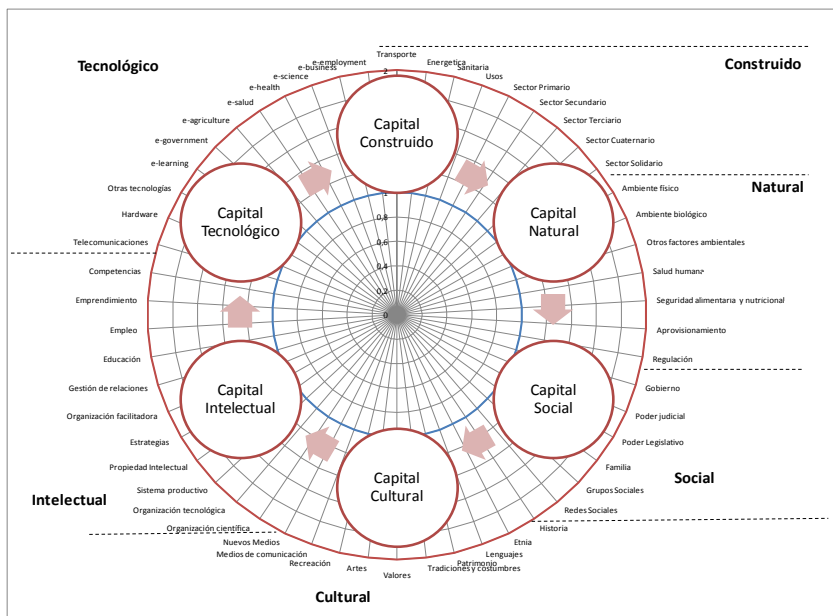 Tecnológico
Construido
Natural
Social
Cultural
Intelectual
Transporte
Energetica
Sanitaria
Usos
Sector Primario
Sector Secundario
Sector Terciario
Sector Cuaternario
Sector Solidario
Ambiente físico
Ambiente biológico
Otros factores ambientales
Salud humana
Seguridad alimentaria y nutricional
Aprovisionamiento
Regulación
Gobierno
Poder judicial
Poder Legislativo
Familia
Grupos Sociales
Redes Sociales
Historia
Etnia
Lenguajes
Patrimonio
Tradiciones y costumbres
Valores
Artes
Recreación
Medios de comunicación
Nuevos Medios
Organización científica
Organización tecnológica
Sistema productivo
Propiedad Intelectual
Estrategias
Organización facilitadora
Gestión de relaciones
Educación
Empleo
Emprendimiento
Competencias
Telecomunicaciones
Hardware
Otras tecnologías
e-learning
e-government
e-agriculture
e-salud
e-health
e-science
e-business
e-employment
2
1
0,8
0,6
0,4
0,2
0
Capital
Construido
Capital
Natural
Capital
Social
Capital
Cultural
Capital
Intelectual
Capital
Tecnológico